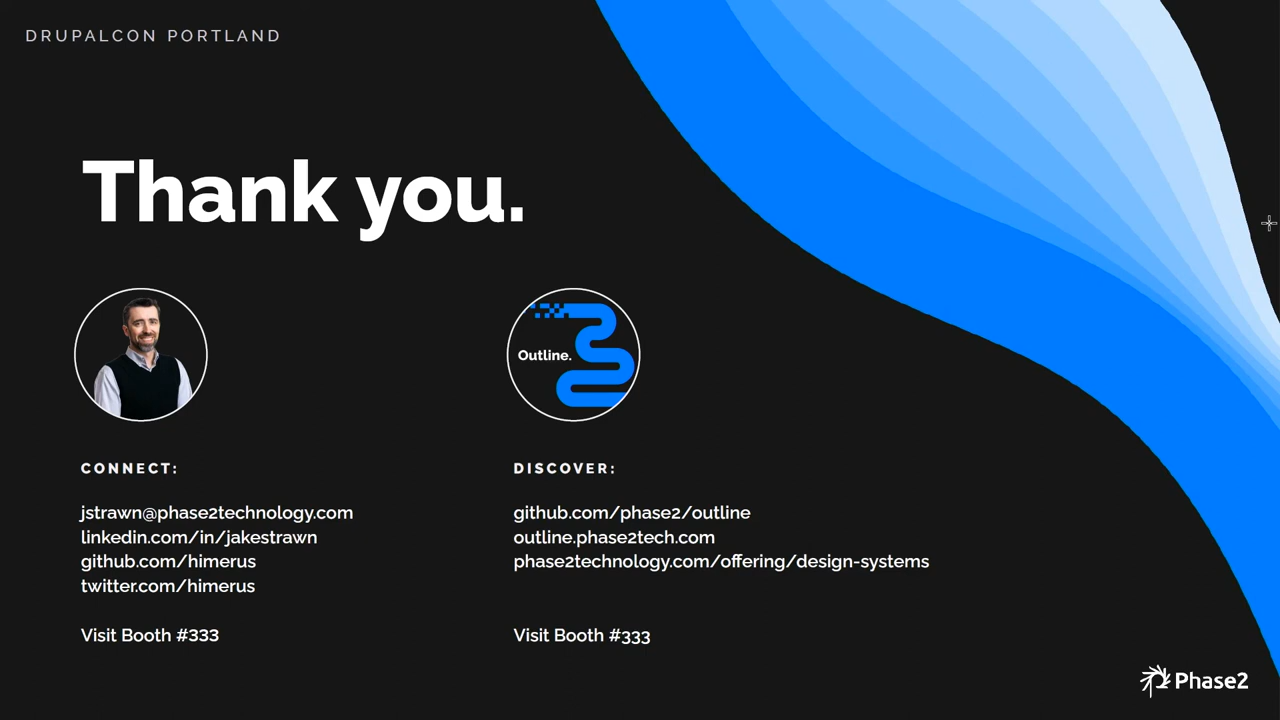 DRUPALCON PORTLAND
Thank you.
Outline.
CONNECT:
jstrawn@phase2technology.com
linkedin.com/in/jakestrawn
github.com/himerus
twitter.com/himerus
Visit Booth #333
DISCOVER:
github.com/phase2/outline
outline.phase2tech.com
phase2technology.com/offering/design-systems
Visit Booth #333
Phase2